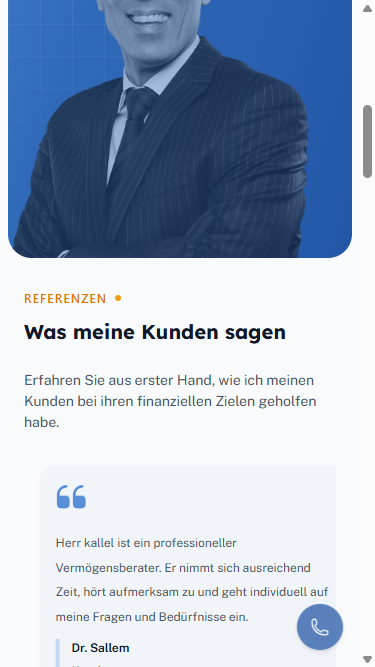 REFERENZEN
Was meine Kunden sagen
Erfahren Sie aus erster Hand, wie ich meinen
Kunden bei ihren finanziellen Zielen geholfen
habe.
Herr kallel ist ein professioneller
Vermögensberater. Er nimmt sich ausreichend
Zeit, hört aufmerksam zu und geht individuell auf
meine Fragen und Bedürfnisse ein.
Dr. Sallem